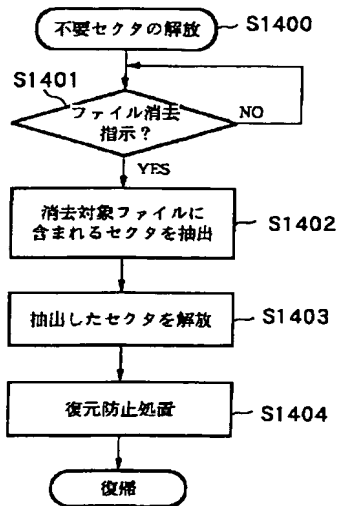 不要セクタの解放
S1400
S1401
ファイル消去
指示?
NO
YES
消去対象ファイルに
含まれるセクタを抽出
S1402
抽出したセクタを解放
S1403
復元防止処置
S1404
復帰